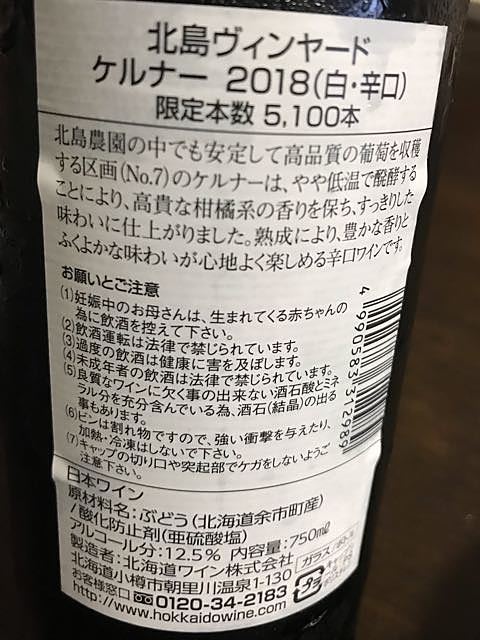 北島ヴィンヤード
ケルナー 2018(白・辛口)
限定本数 5,100本
北島農園の中でも安定して高品質の葡萄を収穫
する区画(No.7)のケルナーは、やや低温で醗酵する
ことにより、高貴な柑橘系の香りを保ち、すっきりした
味わいに仕上がりました。熟成により、豊かな香りと
ふくよかな味わいが心地よく楽しめる辛口ワインです。
お願いとご注意
(1)妊娠中のお母さんは、生まれてくる赤ちゃんの
為に飲酒を控えて下さい。
(2)飲酒運転は法律で禁じられています。
(3)過度の飲酒は健康に害を及ぼします。
(4)未成年者の飲酒は法律で禁じられています。
(5)良質なワインに欠く事の出来ない酒石酸とミネ
ラル分を充分含んでいる為、酒石(結晶)の出る
事もあります。
(6)ビンは割れ物ですので、強い衝撃を与えたり、
加熱・冷凍はしないで下さい。
(7)キャップの切り口や突起部でケガをしないようご
注意下さい。
4990583312989
日本ワイン
原材料名:ぶどう(北海道余市町産)
/酸化防止剤(亜硫酸塩)
アルコール分:12.5% 内容量:750mℓ
製造者:北海道ワイン株式会社
北海道小樽市朝里川温泉1-130
お客様窓口 0120-34-2183
http://www.hokkaidowine.com
ガラス
プラ